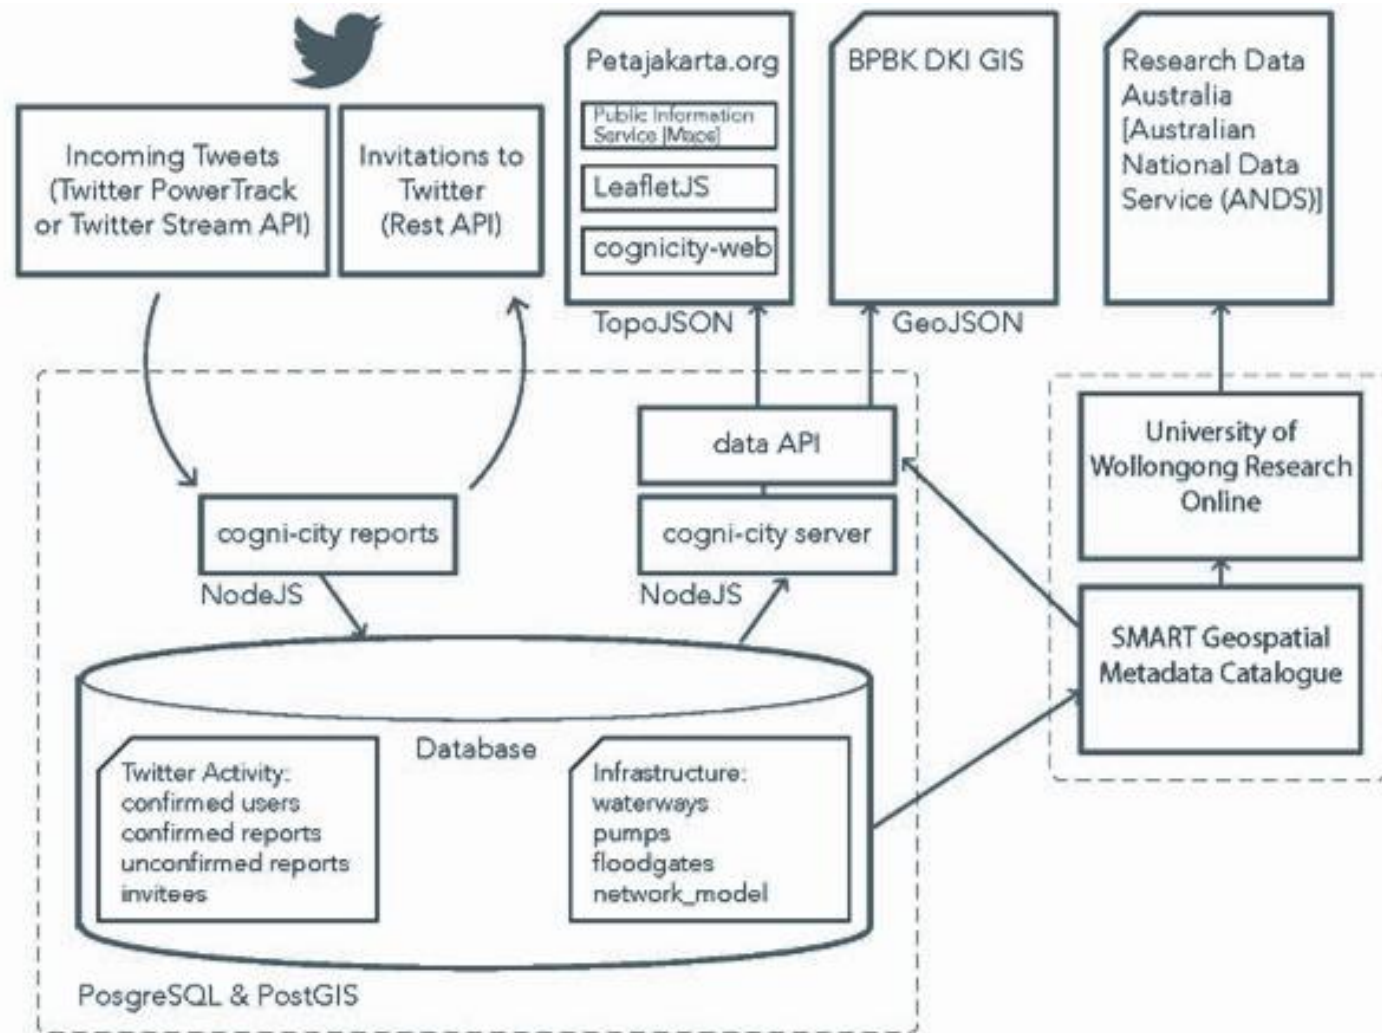 Incoming Tweets
(Twitter PowerTrack
or Twitter Stream API)
Invitations to
Twitter
(Rest API)
Petajakarta.org
Public Information
Service [Maps]
LeafletJS
cognicity-web
TopoJSON
BPBK DKI GIS
GeoJSON
Research Data
Australia
[Australian
National Data
Service (ANDS)]
data API
cogni-city reports
NodeJS
cogni-city server
NodeJS
University of
Wollongong Research
Online
SMART Geospatial
Metadata Catalogue
Database
Twitter Activity:
confirmed users
confirmed reports
unconfirmed reports
invitees
Infrastructure:
waterways
pumps
floodgates
network_model
PosgreSQL & PostGIS